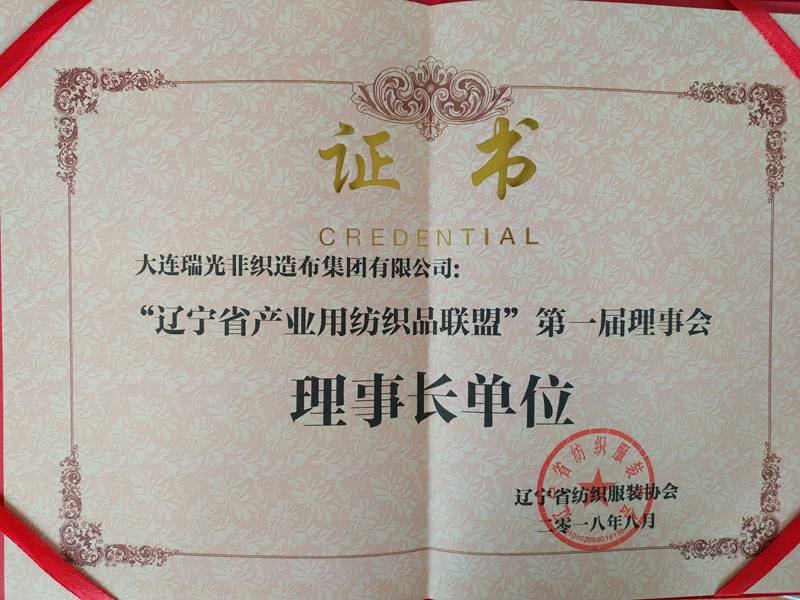 证书
CREDENTIAL
大连瑞光非织造布集团有限公司：
“辽宁省产业用纺织品联盟”第一届理事会
理事长单位
辽宁省纺织服装协会
二零一八年八月